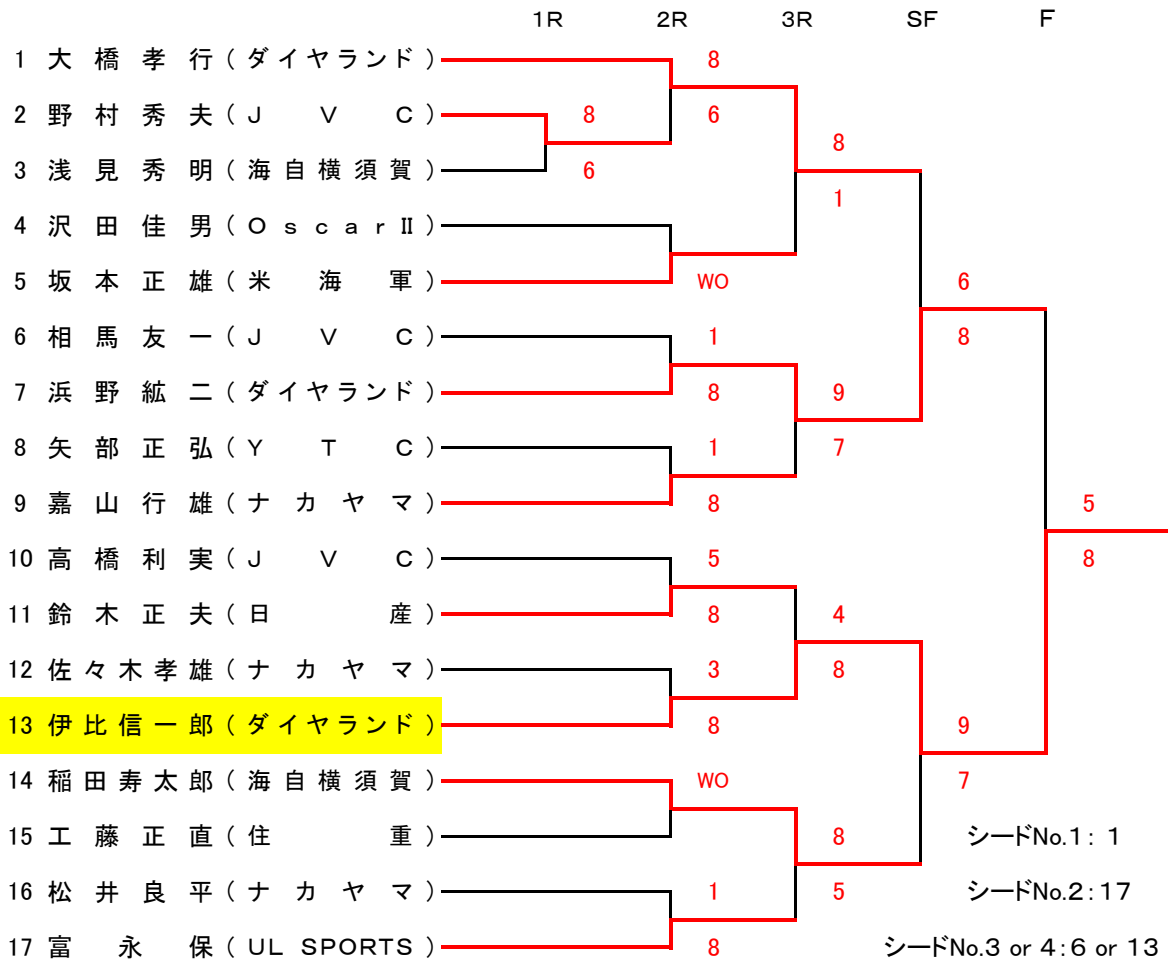 1R 2R 3R SF F
1 大橋孝行(ダイヤランド) 8
2 野村秀夫(JVC) 8 6
8
3 浅見秀明(海自横須賀) 6
1
4 沢田佳男(OscarⅡ)
5 坂本正雄(米海軍) WO 6
6 相馬友一(JVC) 1 8
7 浜野紘二(ダイヤランド) 8 9
8 矢部正弘(YTC) 1 7
9 嘉山行雄(ナカヤマ) 8 5
10 高橋利実(JVC) 5 8
11 鈴木正夫(日産) 8 4
12 佐々木孝雄(ナカヤマ) 3 8
13 伊比信一郎(ダイヤランド) 8 9
14 稲田寿太郎(海自横須賀) WO 7
15 工藤正直(住重) 8 シードNo.1: 1
16 松井良平(ナカヤマ) 1 5 シードNo.2:17
17 富永保(UL SPORTS) 8 シードNo.3 or 4:6 or 13